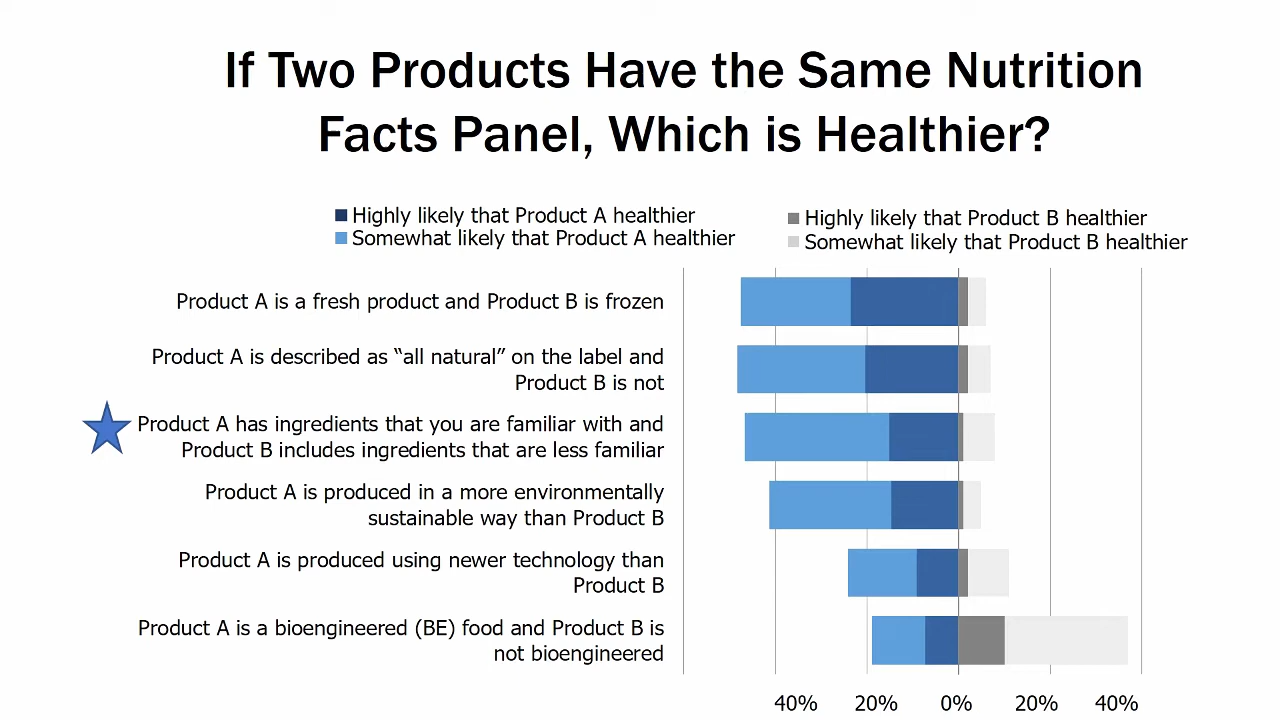 If Two Products Have the Same Nutrition
Facts Panel, Which is Healthier?
Highly likely that Product A healthier
Somewhat likely that Product A healthier
Highly likely that Product B healthier
Somewhat likely that Product B healthier
Product A is a fresh product and Product B is frozen
Product A is described as “all natural” on the label and
Product B is not
Product A has ingredients that you are familiar with and
Product B includes ingredients that are less familiar
Product A is produced in a more environmentally
sustainable way than Product B
Product A is produced using newer technology than
Product B
Product A is a bioengineered (BE) food and Product B is
not bioengineered
40% 20% 0% 20% 40%